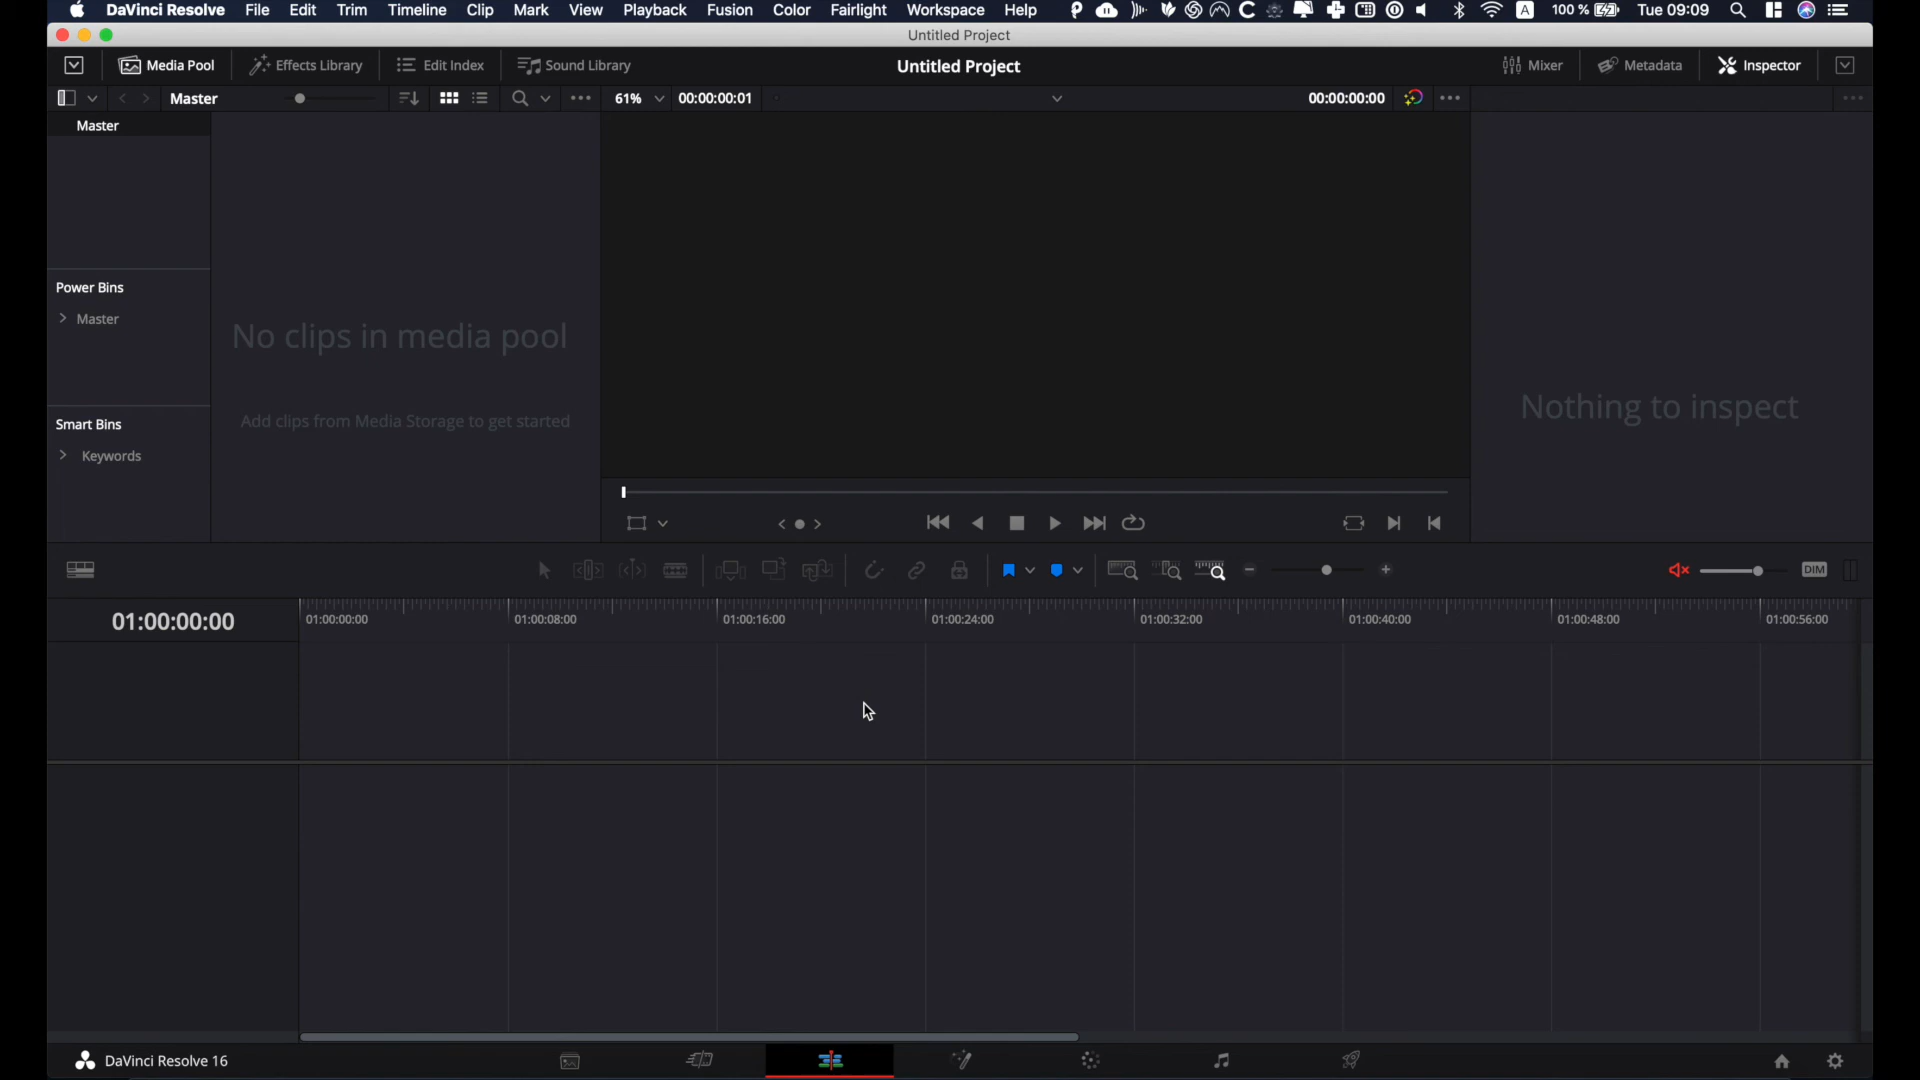 DaVinci Resolve File Edit Trim Timeline Clip Mark View Playback Fusion Color Fairlight Workspace Help A 100 % Tue 09:09
Untitled Project
Media Pool Effects Library Edit Index Sound Library Untitled Project Mixer Metadata Inspector
Master 61% 00:00:00:01 00:00:00:00
Master
Power Bins
Master
No clips in media pool
Add clips from Media Storage to get started
Nothing to inspect
Smart Bins
Keywords
DIM
01:00:00:00 01:00:00:00 01:00:08:00 01:00:16:00 01:00:24:00 01:00:32:00 01:00:40:00 01:00:48:00 01:00:56:00
DaVinci Resolve 16